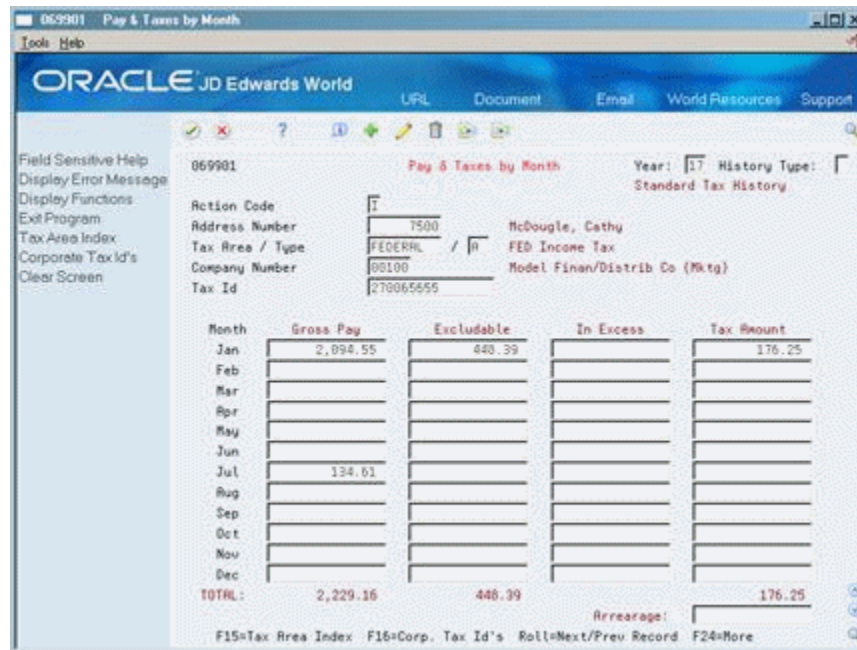 069901 Pay & Taxes by Month
Tools Help
ORACLE JD Edwards World
URL Document Email World Resources Support
Field Sensitive Help
Display Error Message
Display Functions
Exit Program
Tax Area Index
Corporate Tax Id's
Clear Screen
069901 Pay & Taxes by Month Year: 17 History Type:
Standard Tax History
Action Code I
Address Number 7500 McDougle, Cathy
Tax Area / Type FEDERAL / A FED Income Tax
Company Number 00100 Model Finan/Distrib Co (Mktg)
Tax Id 270065655
Month Gross Pay Excludable In Excess Tax Amount
Jan 2,094.55 448.39 176.25
Feb
Mar
Apr
May
Jun
Jul 134.61
Aug
Sep
Oct
Nov
Dec
TOTAL: 2,229.16 448.39 176.25
Arrearage:
F15=Tax Area Index F16=Corp. Tax Id's Roll=Next/Prev Record F24=More